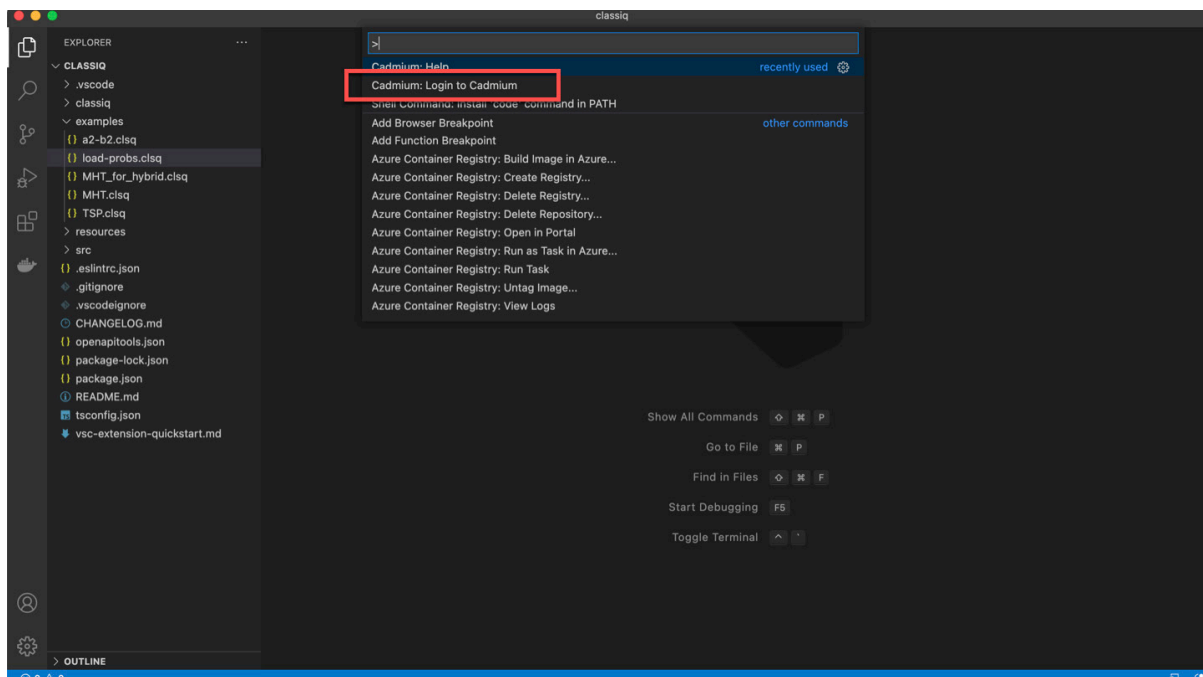 classiq
EXPLORER ...
CLASSIQ
.vscode
classiq
examples
{} a2-b2.clsq
{} load-probs.clsq
{} MHT_for_hybrid.clsq
{} MHT.clsq
{} TSP.clsq
resources
src
{} .eslintrc.json
.gitignore
.vscodeignore
CHANGELOG.md
{} openapitools.json
{} package-lock.json
{} package.json
README.md
tsconfig.json
vsc-extension-quickstart.md
OUTLINE
>
Cadmium: Help recently used
Cadmium: Login to Cadmium
Shell Command: Install 'code' command in PATH
Add Browser Breakpoint other commands
Add Function Breakpoint
Azure Container Registry: Build Image in Azure...
Azure Container Registry: Create Registry...
Azure Container Registry: Delete Registry...
Azure Container Registry: Delete Repository...
Azure Container Registry: Open in Portal
Azure Container Registry: Run as Task in Azure...
Azure Container Registry: Run Task
Azure Container Registry: Untag Image...
Azure Container Registry: View Logs
Show All Commands ⇧ ⌘ P
Go to File ⌘ P
Find in Files ⇧ ⌘ F
Start Debugging F5
Toggle Terminal ^ `